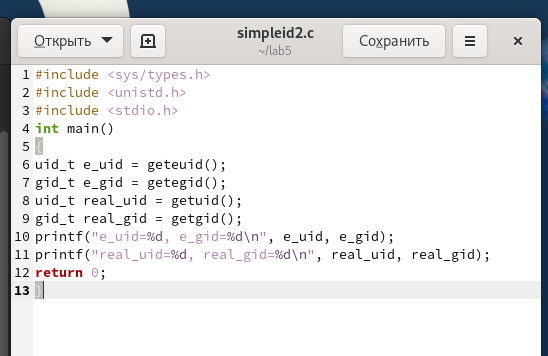 Открыть
simpleid2.c
~/lab5
Сохранить
1 #include <sys/types.h>
2 #include <unistd.h>
3 #include <stdio.h>
4 int main()
5 {
6 uid_t e_uid = geteuid();
7 gid_t e_gid = getegid();
8 uid_t real_uid = getuid();
9 gid_t real_gid = getgid();
10 printf("e_uid=%d, e_gid=%d\n", e_uid, e_gid);
11 printf("real_uid=%d, real_gid=%d\n", real_uid, real_gid);
12 return 0;
13 }